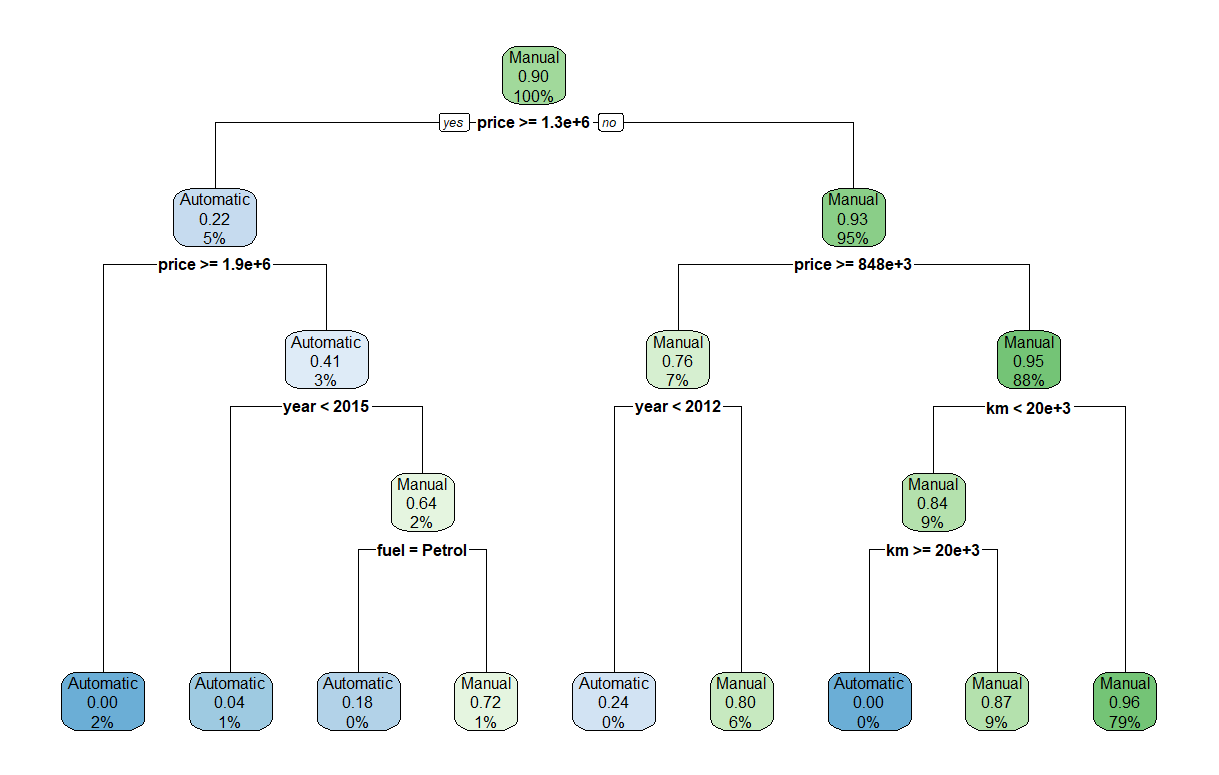 Manual
0.90
100%
yes price >= 1.3e+6 no
Automatic
0.22
5%
Manual
0.93
95%
price >= 1.9e+6
price >= 848e+3
Automatic
0.41
3%
Manual
0.76
7%
Manual
0.95
88%
year < 2015
year < 2012
km < 20e+3
Manual
0.64
2%
Manual
0.84
9%
fuel = Petrol
km >= 20e+3
Automatic
0.00
2%
Automatic
0.04
1%
Automatic
0.18
0%
Manual
0.72
1%
Automatic
0.24
0%
Manual
0.80
6%
Automatic
0.00
0%
Manual
0.87
9%
Manual
0.96
79%